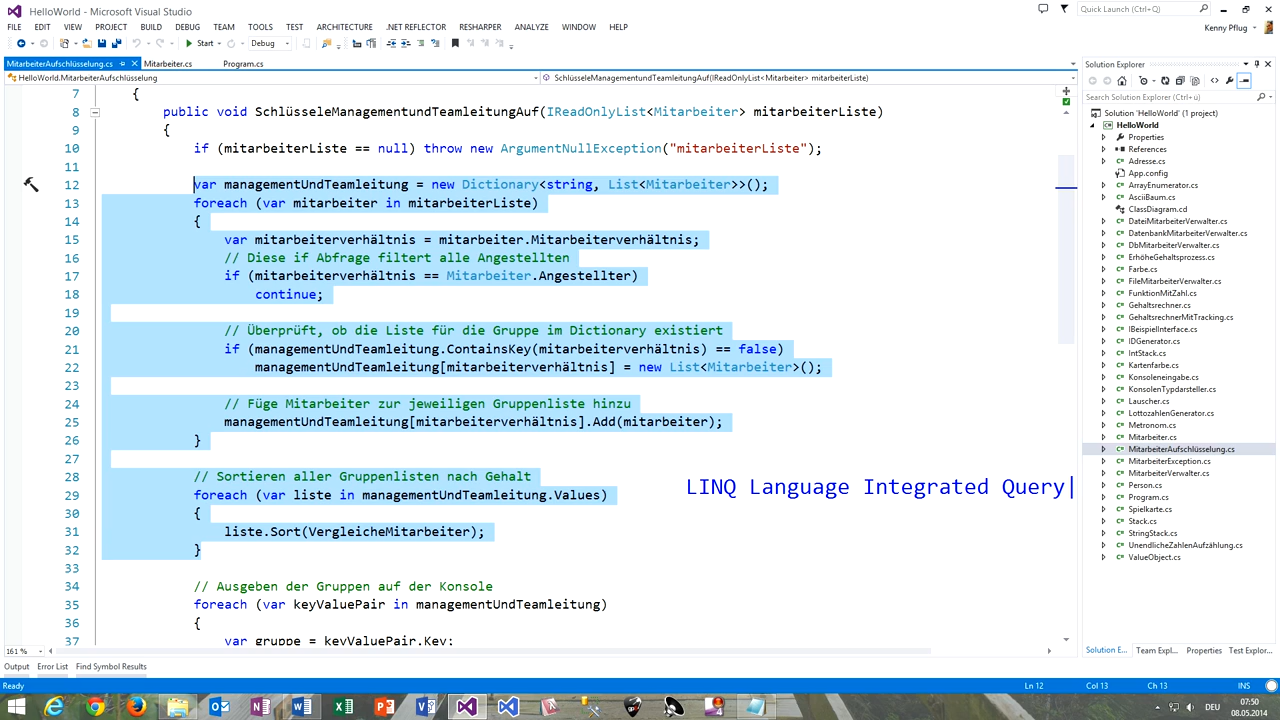 HelloWorld - Microsoft Visual Studio
Quick Launch (Ctrl+Q)
FILE EDIT VIEW PROJECT BUILD DEBUG TEAM TOOLS TEST ARCHITECTURE .NET REFLECTOR RESHARPER ANALYZE WINDOW HELP
Kenny Pflug
Start Debug
MitarbeiterAufschlüsselung.cs Mitarbeiter.cs Program.cs
HelloWorld.MitarbeiterAufschlüsselung
SchlüsseleManagementundTeamleitungAuf(IReadOnlyList<Mitarbeiter> mitarbeiterListe)
7 {
8 public void SchlüsseleManagementundTeamleitungAuf(IReadOnlyList<Mitarbeiter> mitarbeiterListe)
9 {
10 if (mitarbeiterListe == null) throw new ArgumentNullException("mitarbeiterListe");
11
12 var managementUndTeamleitung = new Dictionary<string, List<Mitarbeiter>>();
13 foreach (var mitarbeiter in mitarbeiterListe)
14 {
15 var mitarbeiterverhältnis = mitarbeiter.Mitarbeiterverhältnis;
16 // Diese if Abfrage filtert alle Angestellten
17 if (mitarbeiterverhältnis == Mitarbeiter.Angestellter)
18 continue;
19
20 // Überprüft, ob die Liste für die Gruppe im Dictionary existiert
21 if (managementUndTeamleitung.ContainsKey(mitarbeiterverhältnis) == false)
22 managementUndTeamleitung[mitarbeiterverhältnis] = new List<Mitarbeiter>();
23
24 // Füge Mitarbeiter zur jeweiligen Gruppenliste hinzu
25 managementUndTeamleitung[mitarbeiterverhältnis].Add(mitarbeiter);
26 }
27
28 // Sortieren aller Gruppenlisten nach Gehalt
29 foreach (var liste in managementUndTeamleitung.Values)
30 {
31 liste.Sort(VergleicheMitarbeiter);
32 }
33
34 // Ausgeben der Gruppen auf der Konsole
35 foreach (var keyValuePair in managementUndTeamleitung)
36 {
37 var gruppe = keyValuePair.Key;
LINQ Language Integrated Query
161 %
Solution Explorer
Search Solution Explorer (Ctrl+ü)
Solution 'HelloWorld' (1 project)
HelloWorld
Properties
References
Adresse.cs
App.config
ArrayEnumerator.cs
AsciiBaum.cs
ClassDiagram.cd
DateiMitarbeiterVerwalter.cs
DatenbankMitarbeiterVerwalter.cs
DbMitarbeiterVerwalter.cs
ErhöheGehaltsprozess.cs
Farbe.cs
FileMitarbeiterVerwalter.cs
FunktionMitZahl.cs
Gehaltsrechner.cs
GehaltsrechnerMitTracking.cs
IBeispielInterface.cs
IDGenerator.cs
IntStack.cs
Kartenfarbe.cs
Konsoleneingabe.cs
KonsolenTypdarsteller.cs
Lauscher.cs
LottozahlenGenerator.cs
Metronom.cs
Mitarbeiter.cs
MitarbeiterAufschlüsselung.cs
MitarbeiterException.cs
MitarbeiterVerwalter.cs
Person.cs
Program.cs
Spielkarte.cs
Stack.cs
StringStack.cs
UnendlicheZahlenAufzählung.cs
ValueObject.cs
Solution E... Team Expl... Properties Test Explor...
Output Error List Find Symbol Results
Ready Ln 12 Col 13 Ch 13 INS
DEU
07:50
08.05.2014